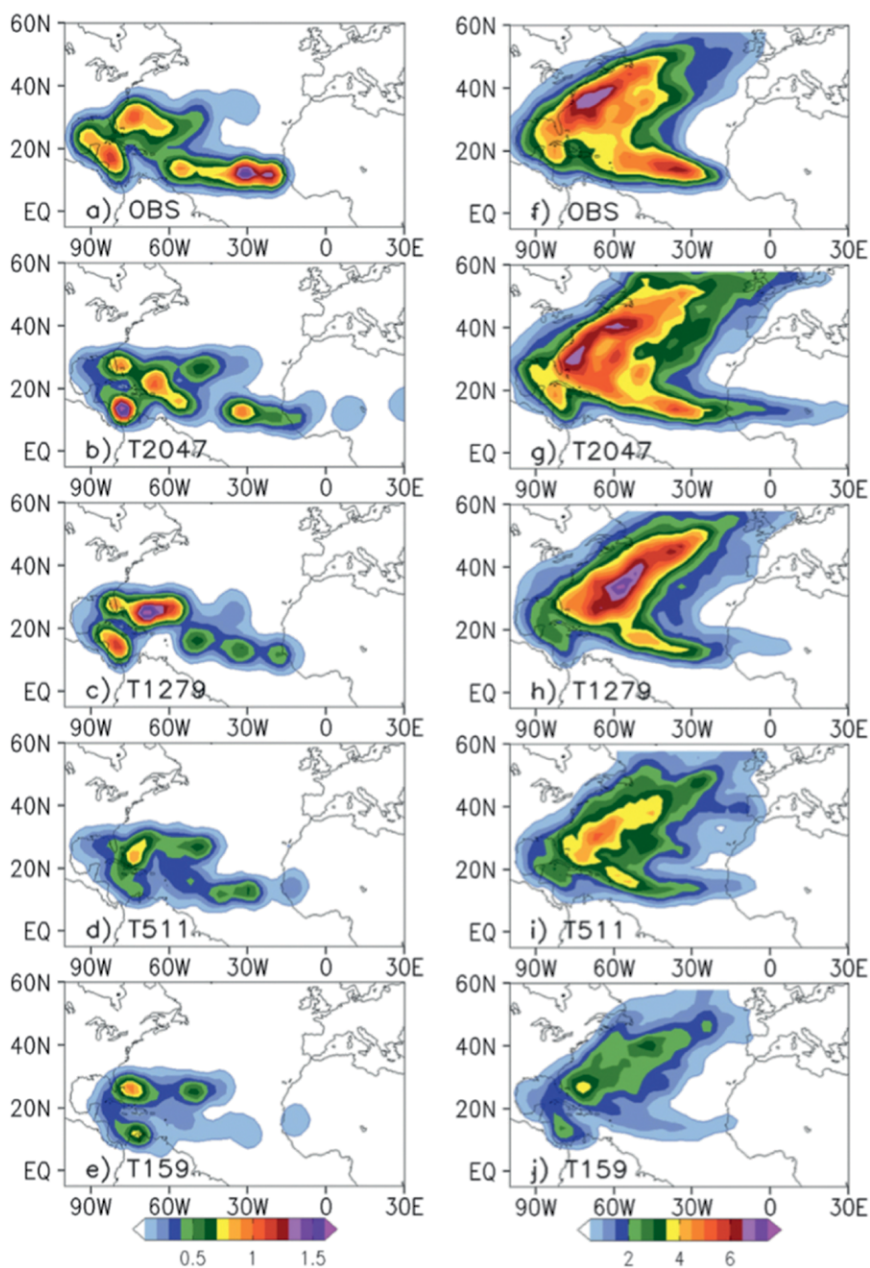 60N 60N
40N 40N
20N 20N
EQ a) OBS EQ f) OBS
90W 60W 30W 0 30E 90W 60W 30W 0 30E
60N 60N
40N 40N
20N 20N
EQ b) T2047 EQ g) T2047
90W 60W 30W 0 30E 90W 60W 30W 0 30E
60N 60N
40N 40N
20N 20N
EQ c) T1279 EQ h) T1279
90W 60W 30W 0 30E 90W 60W 30W 0 30E
60N 60N
40N 40N
20N 20N
EQ d) T511 EQ i) T511
90W 60W 30W 0 30E 90W 60W 30W 0 30E
60N 60N
40N 40N
20N 20N
EQ e) T159 EQ j) T159
90W 60W 30W 0 30E 90W 60W 30W 0 30E
0.5 1 1.5 2 4 6